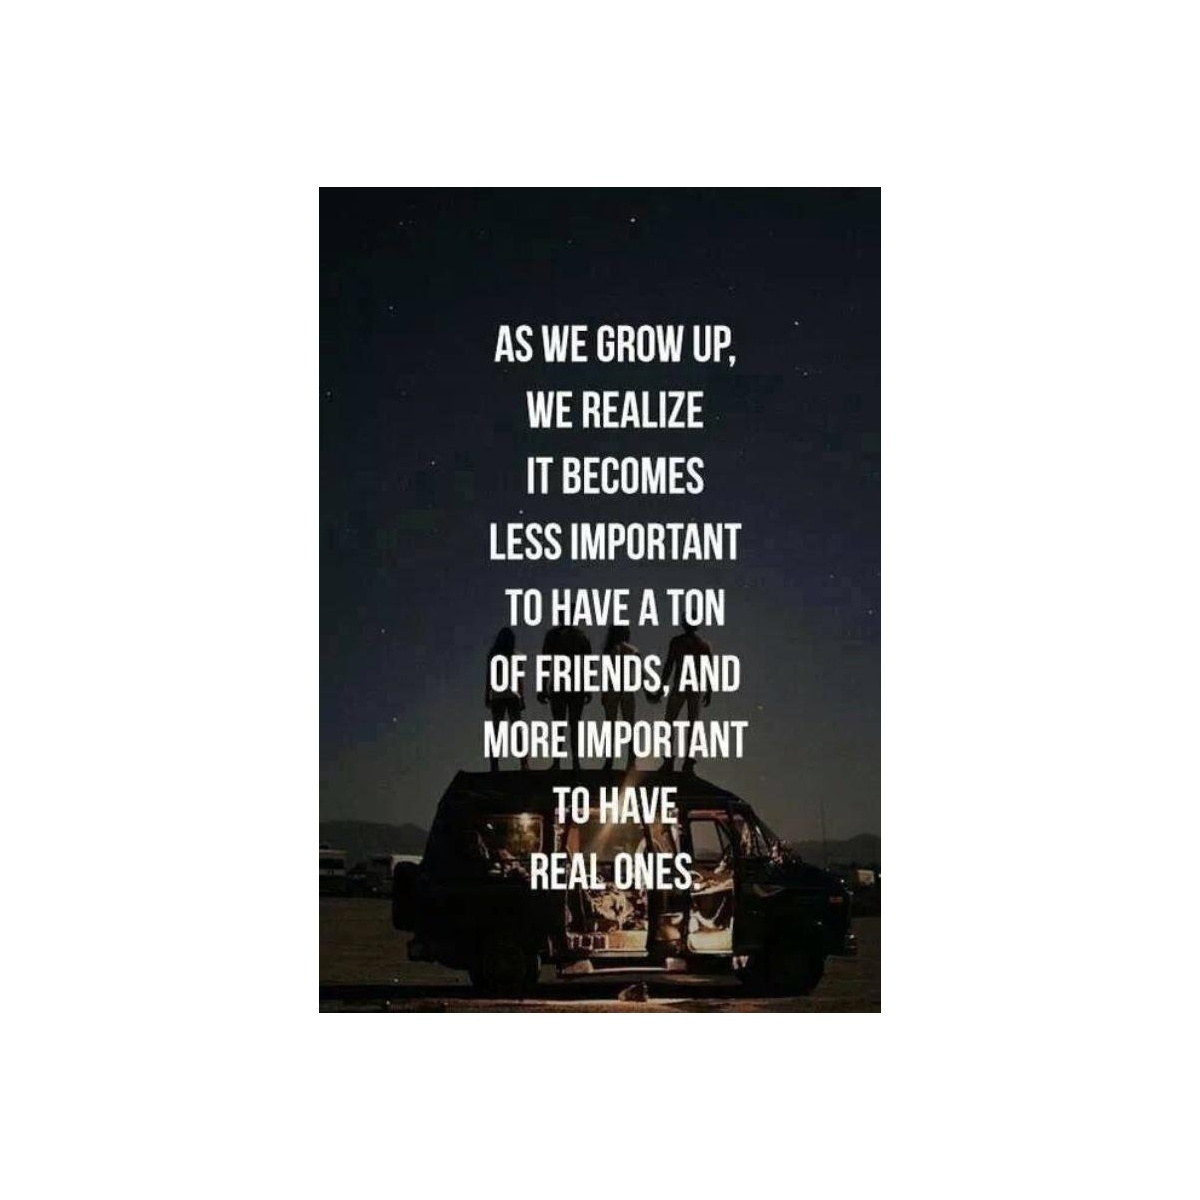 AS WE GROW UP,
WE REALIZE
IT BECOMES
LESS IMPORTANT
TO HAVE A TON
OF FRIENDS, AND
MORE IMPORTANT
TO HAVE
REAL ONES.